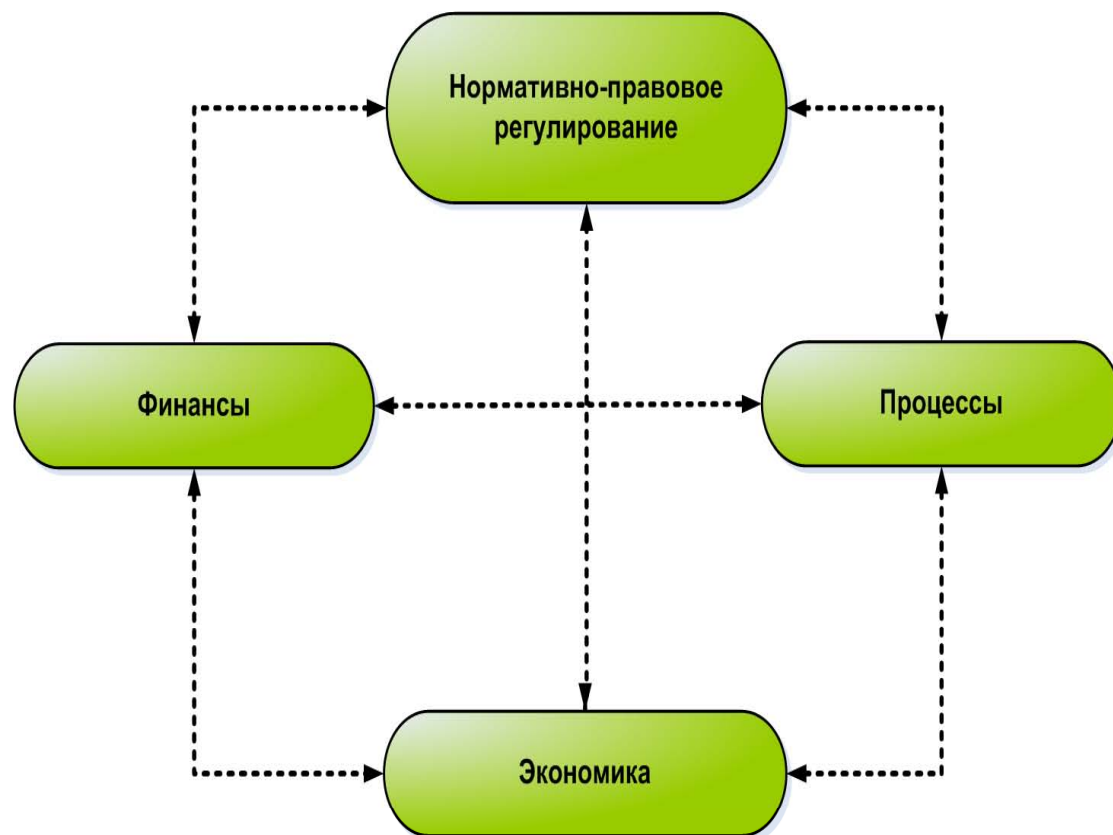 Нормативно-правовое
регулирование
Финансы
Процессы
Экономика